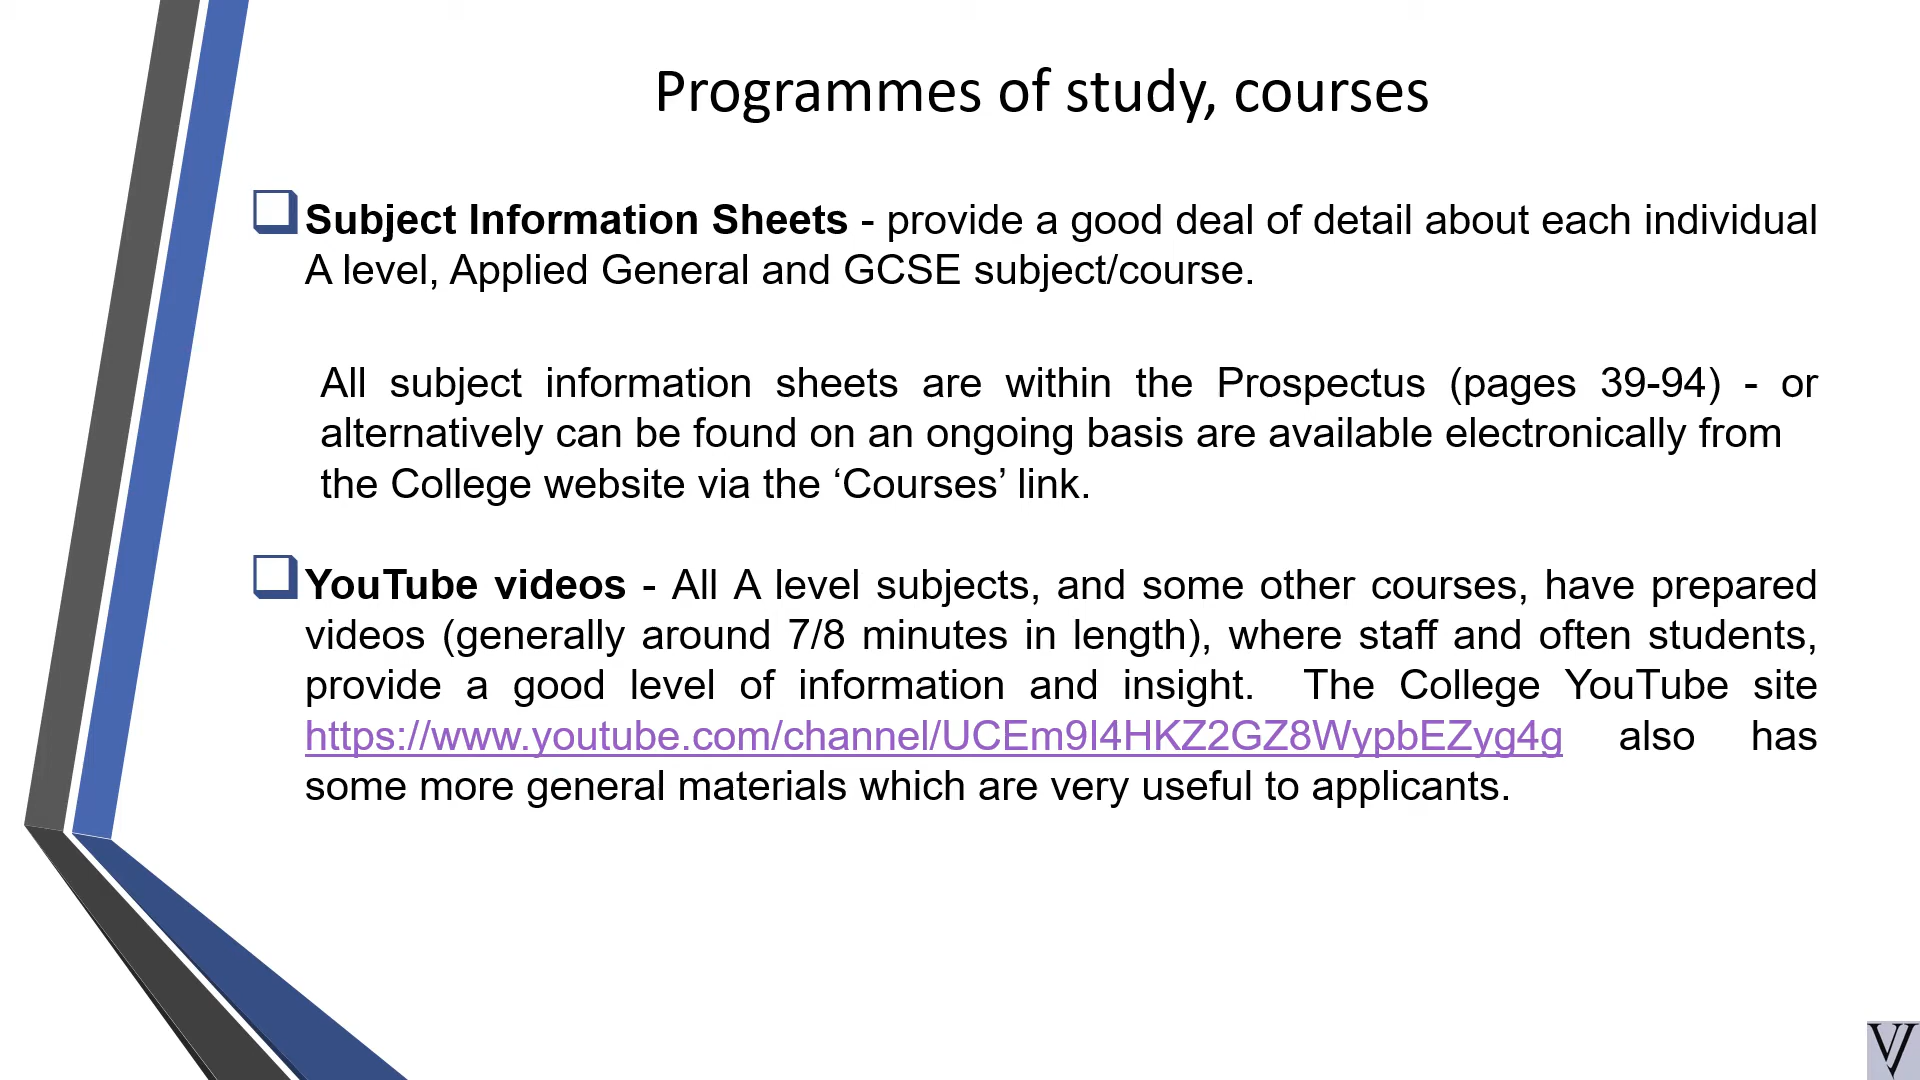 Programmes of study, courses
Subject Information Sheets - provide a good deal of detail about each individual
A level, Applied General and GCSE subject/course.
All subject information sheets are within the Prospectus (pages 39-94) - or
alternatively can be found on an ongoing basis are available electronically from
the College website via the ‘Courses’ link.
YouTube videos - All A level subjects, and some other courses, have prepared
videos (generally around 7/8 minutes in length), where staff and often students,
provide a good level of information and insight. The College YouTube site
https://www.youtube.com/channel/UCEm9I4HKZ2GZ8WypbEZyg4g also has
some more general materials which are very useful to applicants.